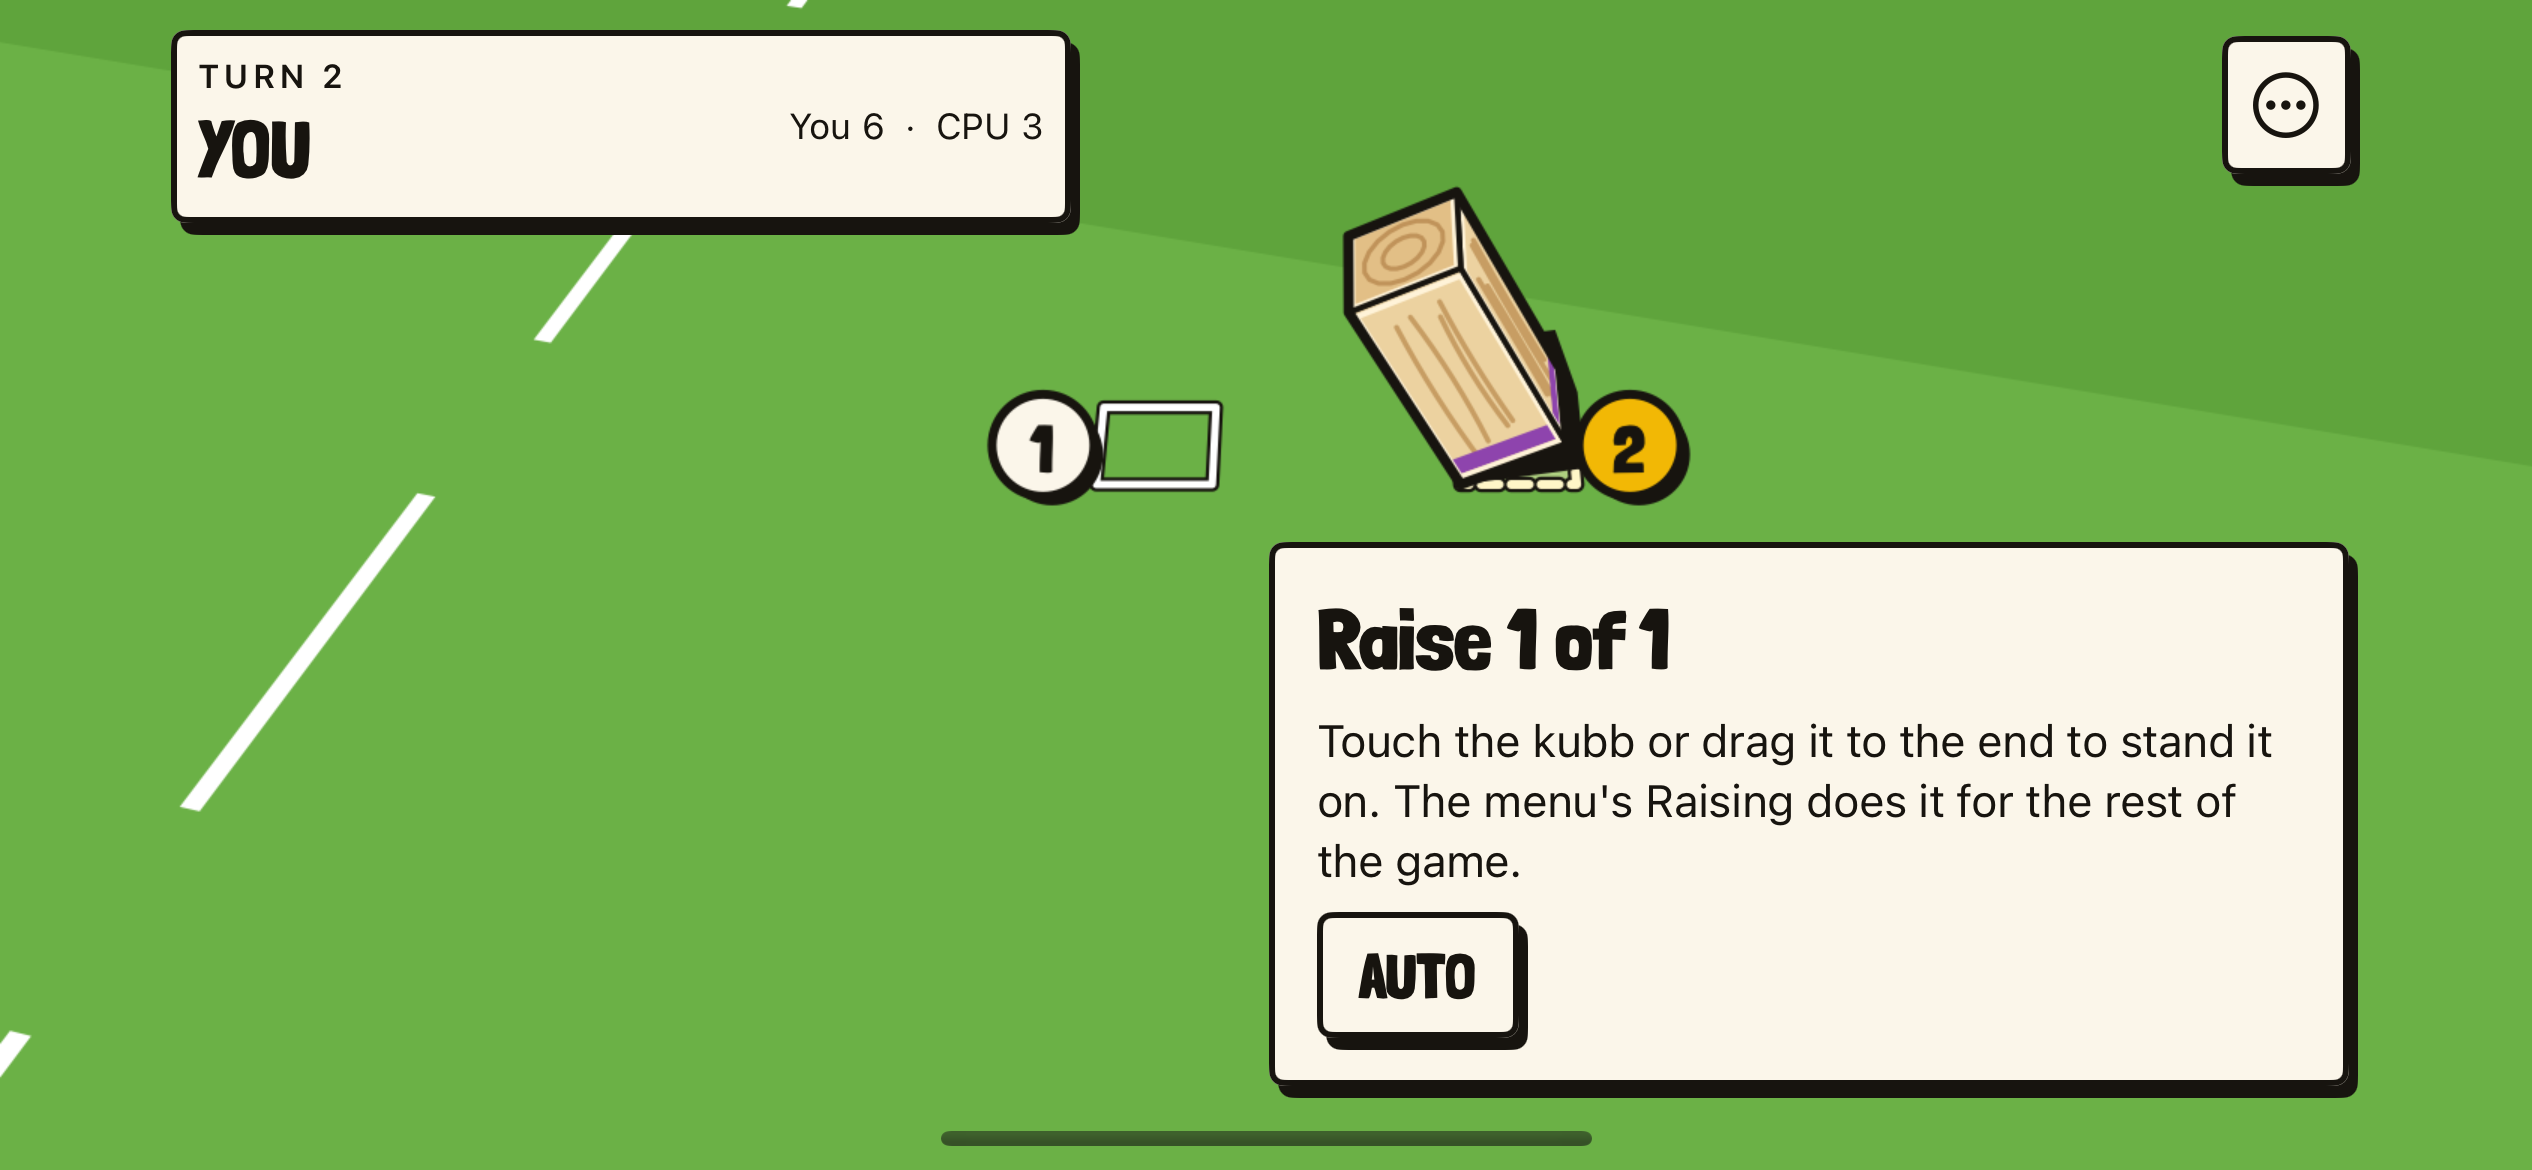 TURN 2
YOU
You 6 · CPU 3
1
2
Raise 1 of 1
Touch the kubb or drag it to the end to stand it
on. The menu's Raising does it for the rest of
the game.
AUTO